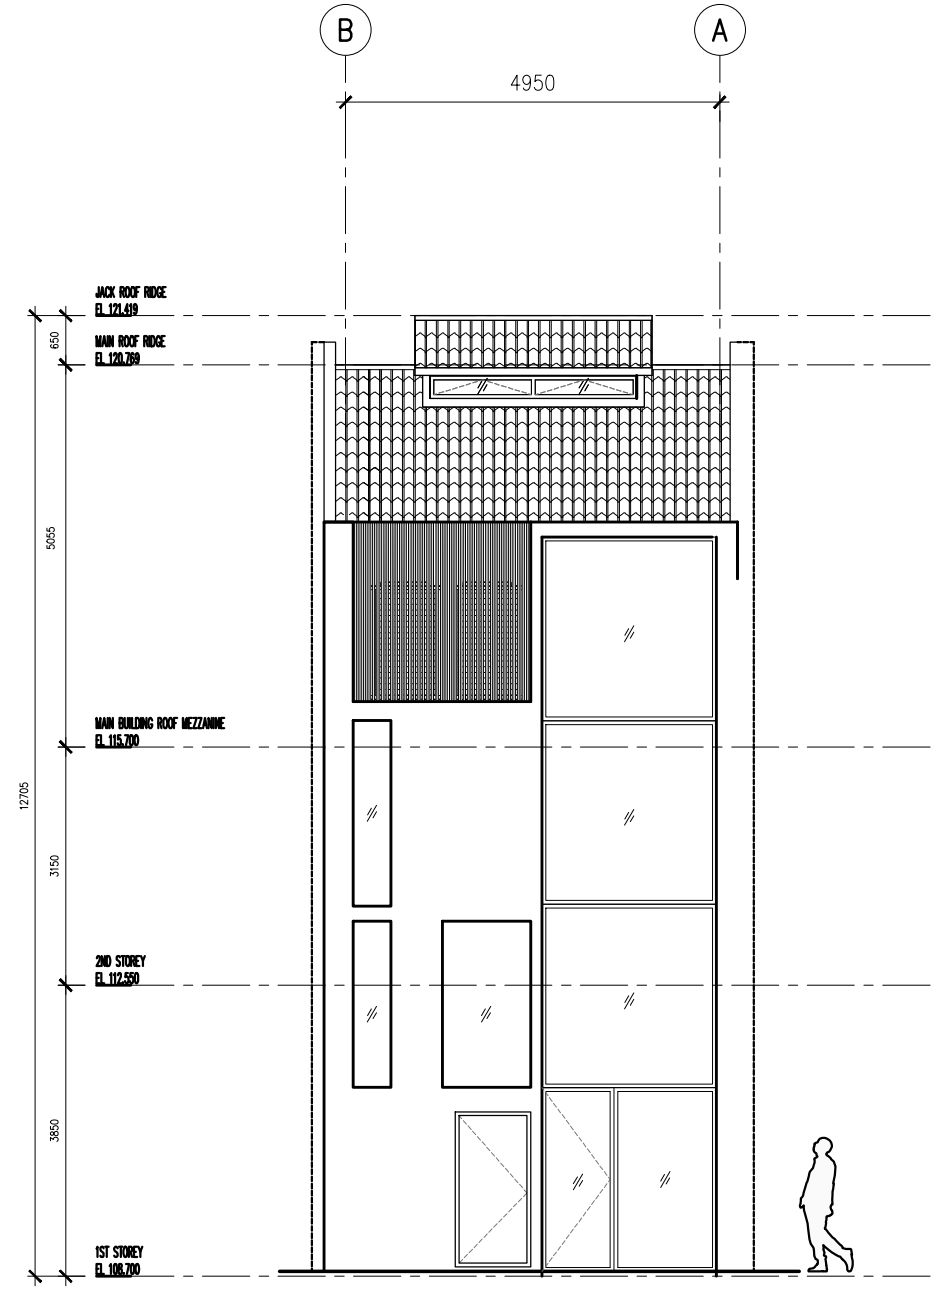 B
A
4950
JACK ROOF RIDGE
EL 121.419
650
MAIN ROOF RIDGE
EL 120.769
5055
MAIN BUILDING ROOF MEZZANINE
EL 115.700
12705
3150
2ND STOREY
EL 112.550
3850
1ST STOREY
EL 108.700